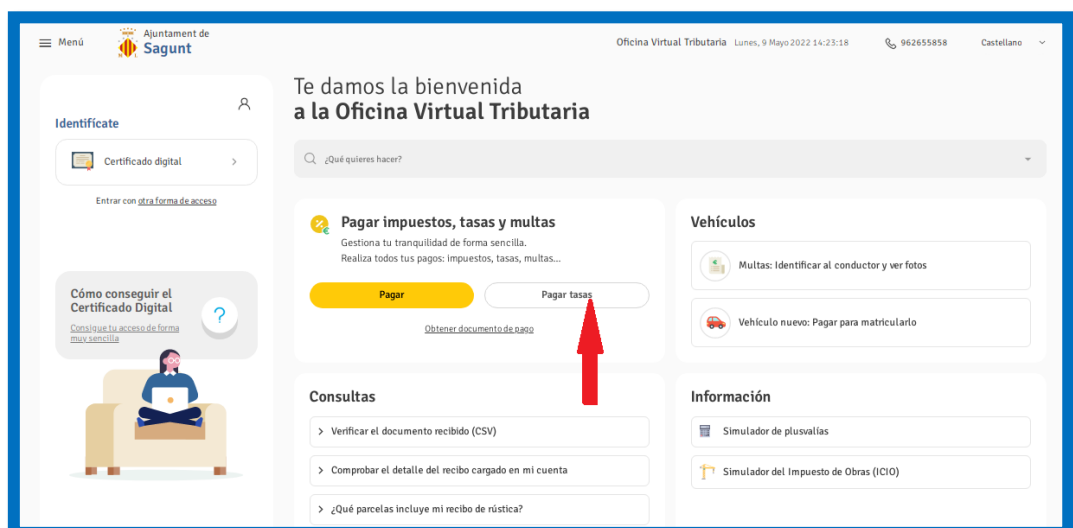 Menú
Ajuntament de
Sagunt
Oficina Virtual Tributaria Lunes, 9 Mayo 2022 14:23:18
962655858
Castellano
Identifícate
Certificado digital
Entrar con otra forma de acceso
Cómo conseguir el
Certificado Digital
Consigue tu acceso de forma
muy sencilla
?
Te damos la bienvenida
a la Oficina Virtual Tributaria
¿Qué quieres hacer?
Pagar impuestos, tasas y multas
Gestiona tu tranquilidad de forma sencilla.
Realiza todos tus pagos: impuestos, tasas, multas...
Pagar
Pagar tasas
Obtener documento de pago
Vehículos
Multas: Identificar al conductor y ver fotos
Vehículo nuevo: Pagar para matricularlo
Consultas
Verificar el documento recibido (CSV)
Comprobar el detalle del recibo cargado en mi cuenta
¿Qué parcelas incluye mi recibo de rústica?
Información
Simulador de plusvalías
Simulador del Impuesto de Obras (ICIO)